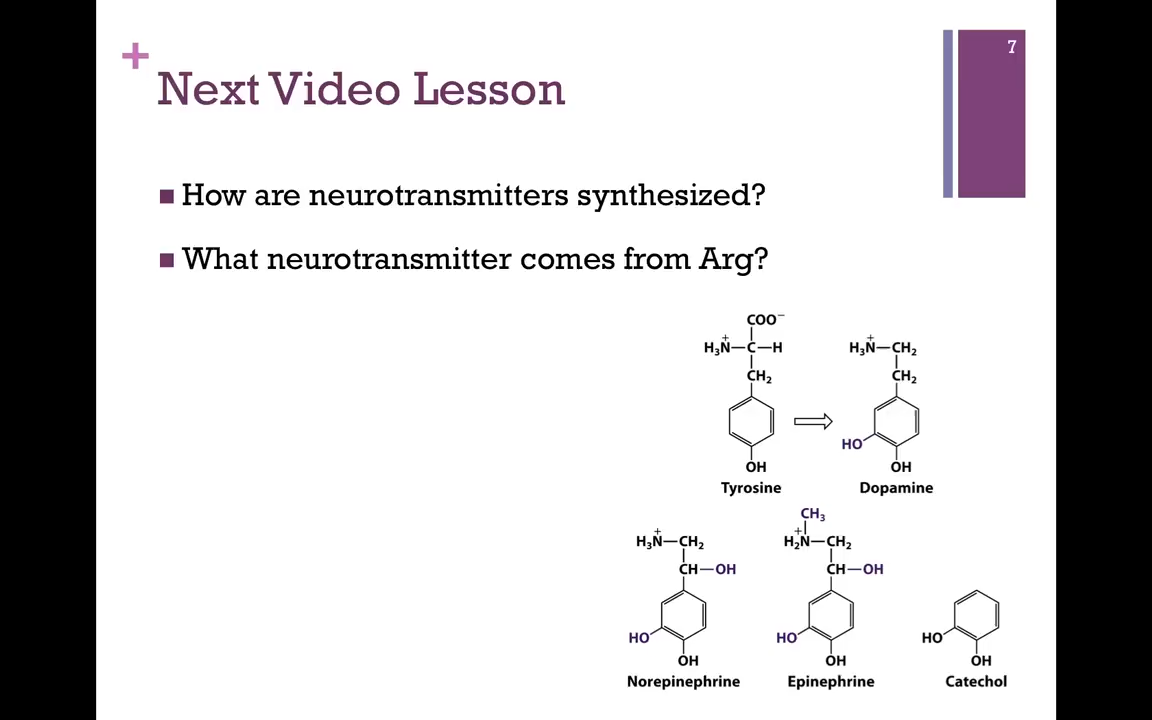 7
+
Next Video Lesson
How are neurotransmitters synthesized?
What neurotransmitter comes from Arg?
COO⁻
H₃N⁺—C—H
CH₂
OH
Tyrosine
H₃N⁺—CH₂
CH₂
HO
OH
Dopamine
H₃N⁺—CH₂
CH—OH
HO
OH
Norepinephrine
CH₃
H₂N⁺—CH₂
CH—OH
HO
OH
Epinephrine
HO
OH
Catechol